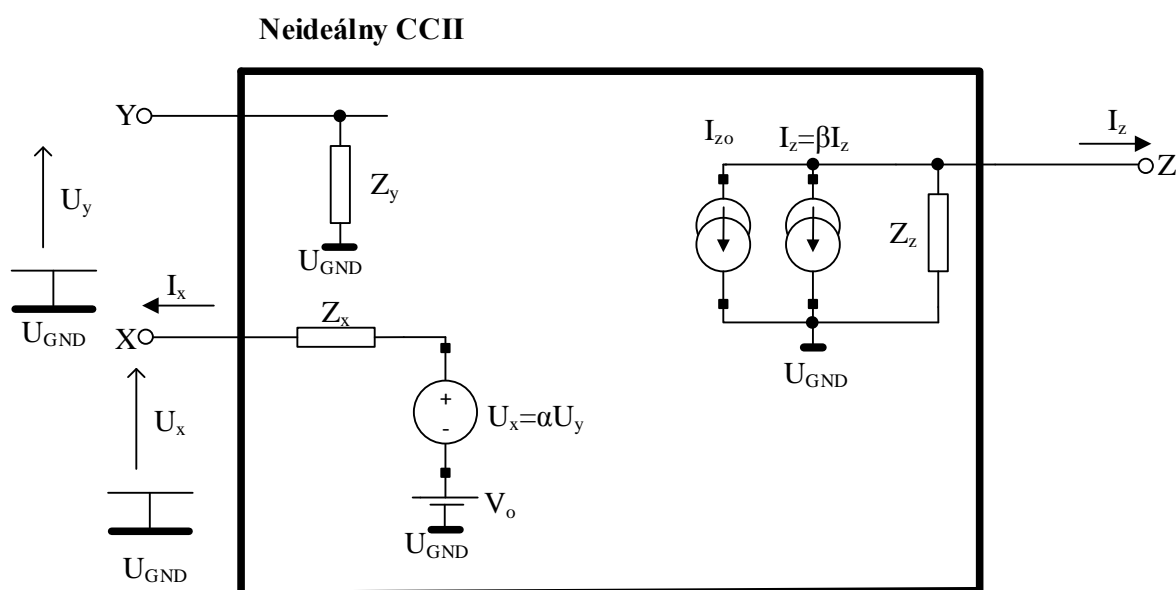 Neideálny CCII
Y
U_y
U_GND
Z_y
U_GND
I_x
X
Z_x
U_x
U_GND
U_x=αU_y
V_o
U_GND
I_zo
I_z=βI_z
Z_z
U_GND
I_z
Z
+
-